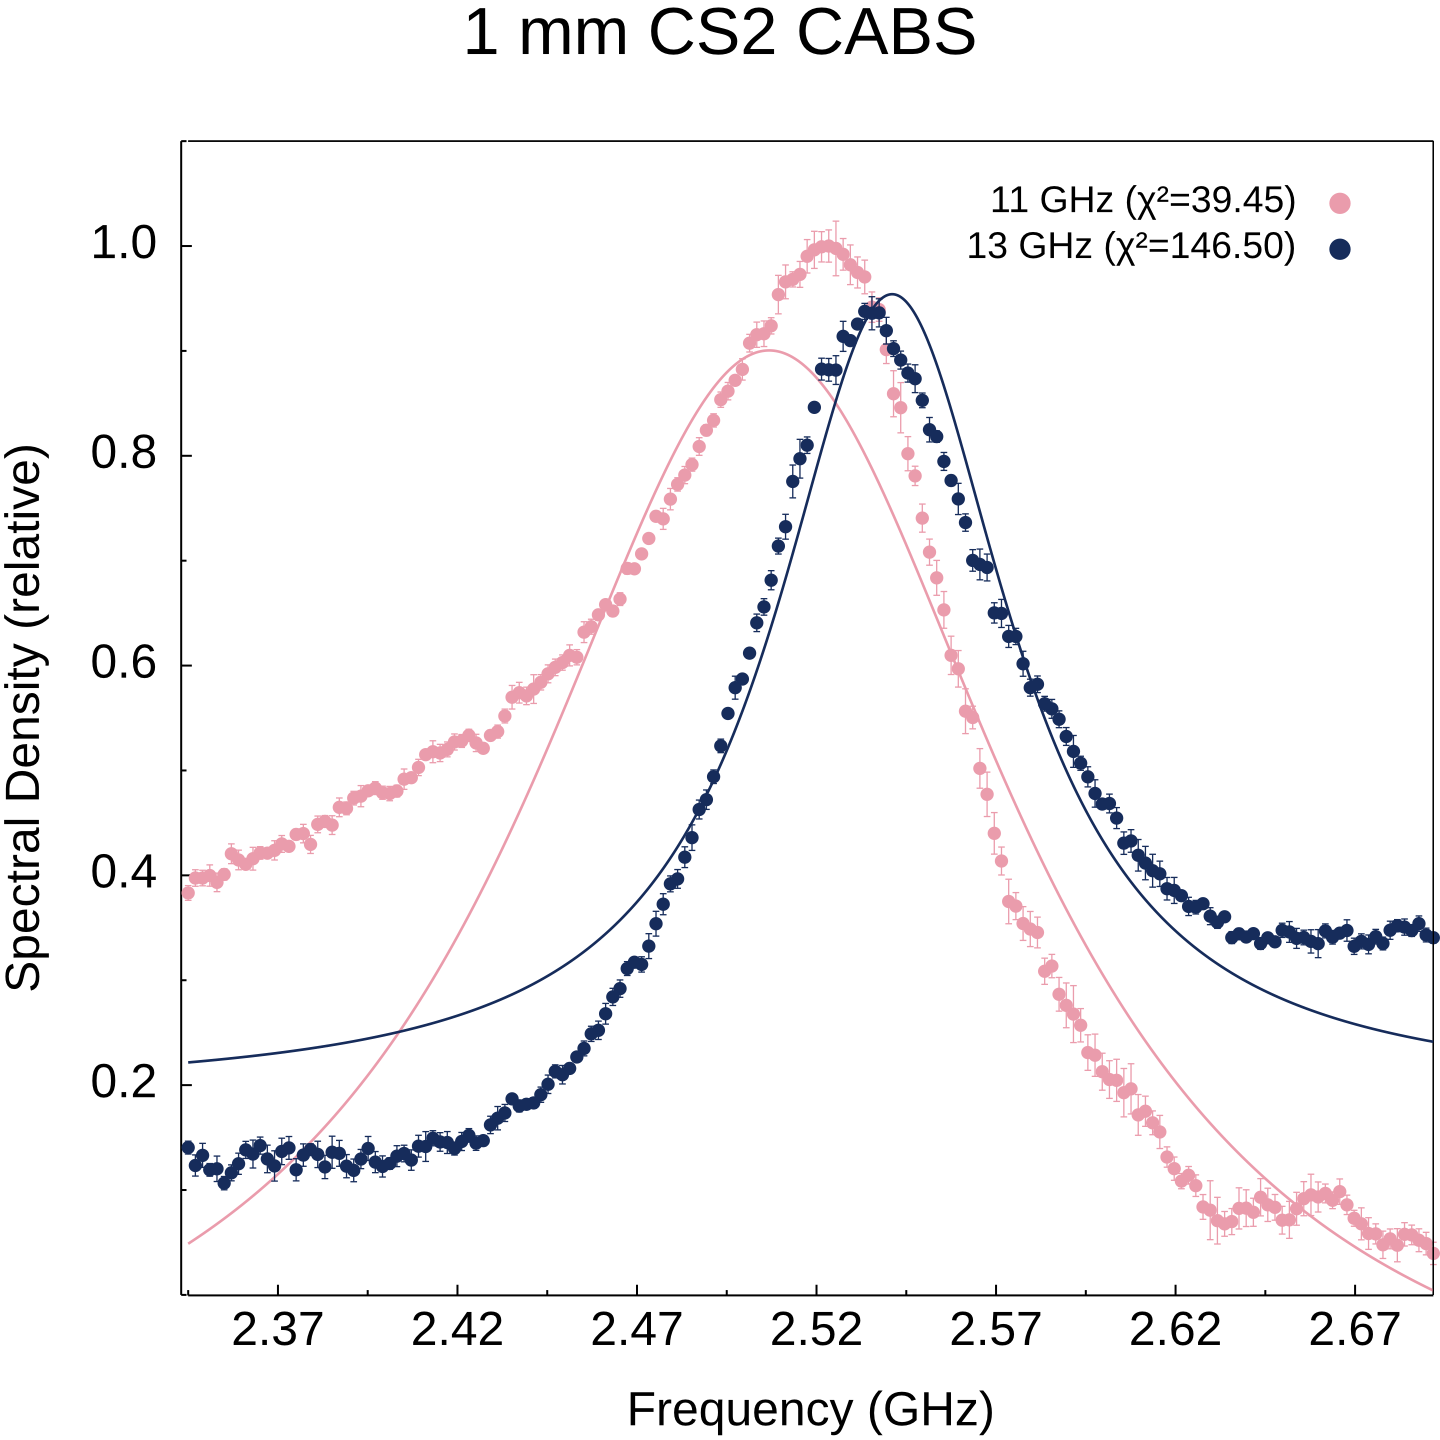 1 mm CS2 CABS
11 GHz (χ²=39.45)
13 GHz (χ²=146.50)
1.0
0.8
0.6
0.4
0.2
Spectral Density (relative)
2.37 2.42 2.47 2.52 2.57 2.62 2.67
Frequency (GHz)